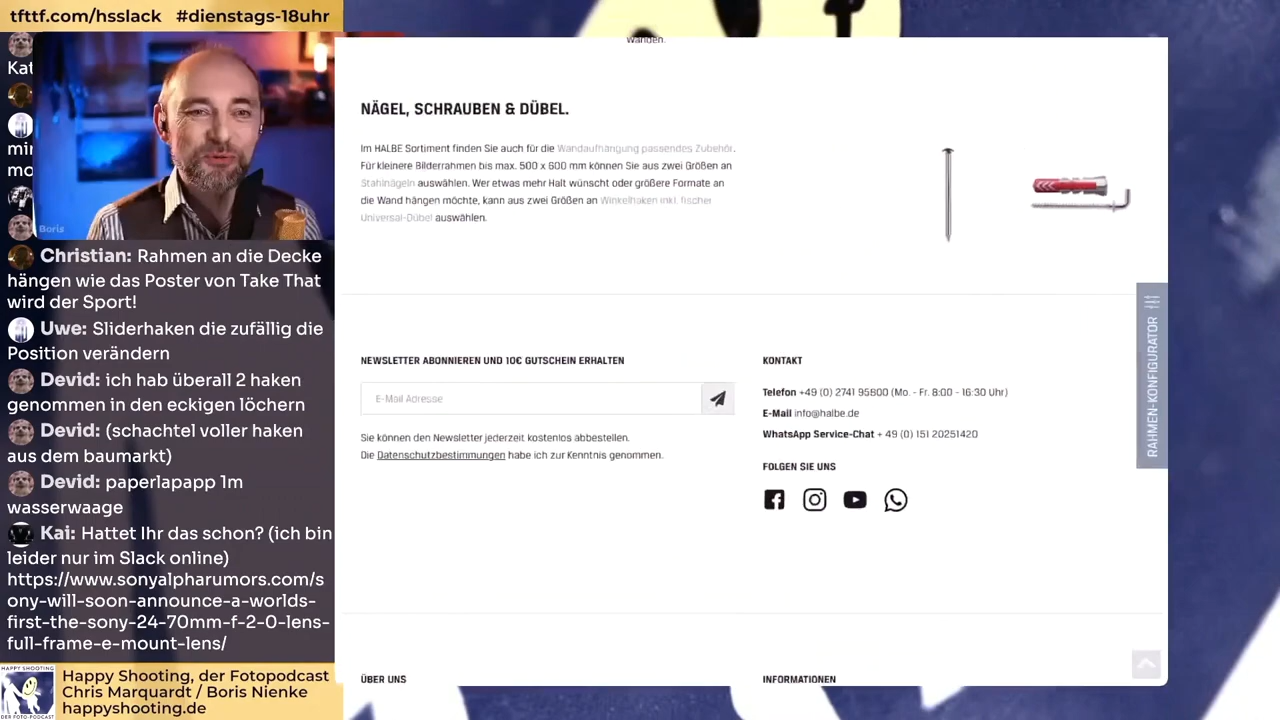 tfttf.com/hsslack #dienstags-18uhr
Kat
mo
Boris
Christian: Rahmen an die Decke
hängen wie das Poster von Take That
wird der Sport!
Uwe: Sliderhaken die zufällig die
Position verändern
Devid: ich hab überall 2 haken
genommen in den eckigen löchern
Devid: (schachtel voller haken
aus dem baumarkt)
Devid: paperlapapp 1m
wasserwaage
Kai: Hattet Ihr das schon? (ich bin
leider nur im Slack online)
https://www.sonyalpharumors.com/s
ony-will-soon-announce-a-worlds-
first-the-sony-24-70mm-f-2-0-lens-
full-frame-e-mount-lens/
HAPPY SHOOTING
DER FOTO-PODCAST
Happy Shooting, der Fotopodcast
Chris Marquardt / Boris Nienke
happyshooting.de
Wänden.
NÄGEL, SCHRAUBEN & DÜBEL.
Im HALBE Sortiment finden Sie auch für die Wandaufhängung passendes Zubehör.
Für kleinere Bilderrahmen bis max. 500 x 600 mm können Sie aus zwei Größen an
Stahlnägeln auswählen. Wer etwas mehr Halt wünscht oder größere Formate an
die Wand hängen möchte, kann aus zwei Größen an Winkelhaken inkl. fischer
Universal-Dübel auswählen.
RAHMEN-KONFIGURATOR
NEWSLETTER ABONNIEREN UND 10€ GUTSCHEIN ERHALTEN
E-Mail Adresse
Sie können den Newsletter jederzeit kostenlos abbestellen.
Die Datenschutzbestimmungen habe ich zur Kenntnis genommen.
KONTAKT
Telefon +49 (0) 2741 95800 (Mo. - Fr. 8:00 - 16:30 Uhr)
E-Mail info@halbe.de
WhatsApp Service-Chat + 49 (0) 151 20251420
FOLGEN SIE UNS
ÜBER UNS
INFORMATIONEN